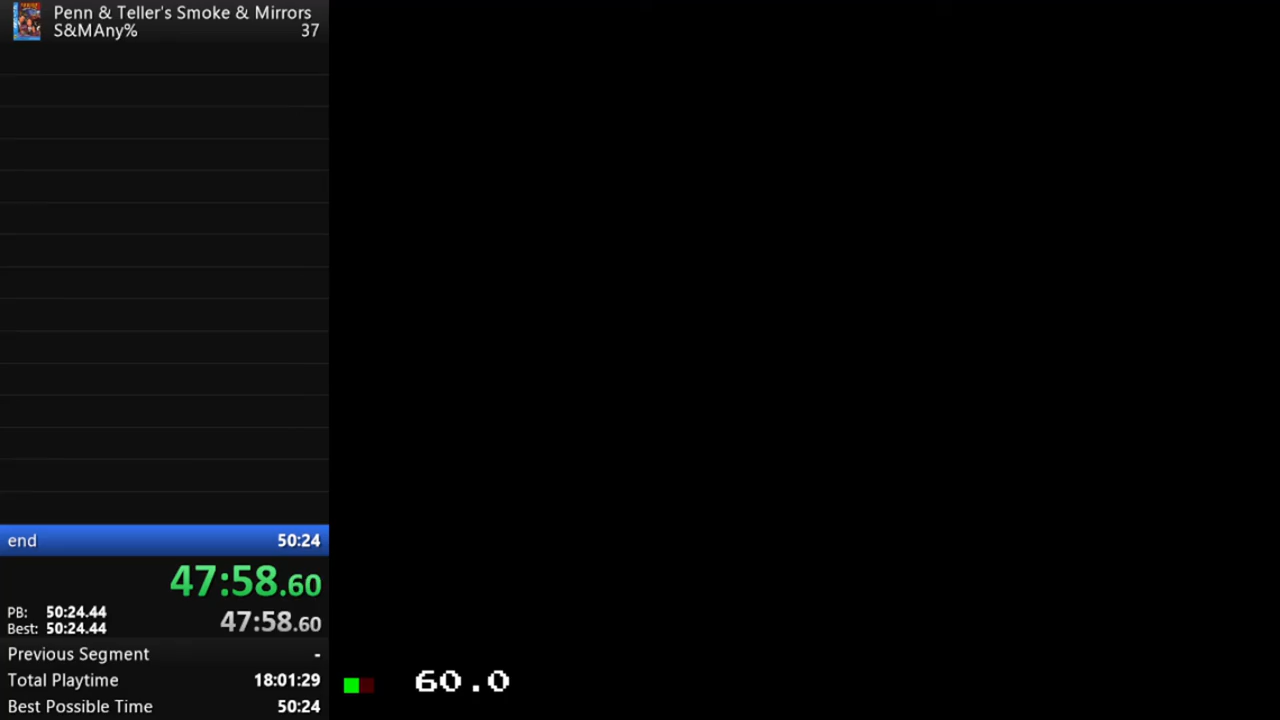 Penn & Teller's Smoke & Mirrors
S&MAny% 37
end 50:24
47:58.60
PB: 50:24.44
Best: 50:24.44
47:58.60
Previous Segment -
Total Playtime 18:01:29
Best Possible Time 50:24
60.0